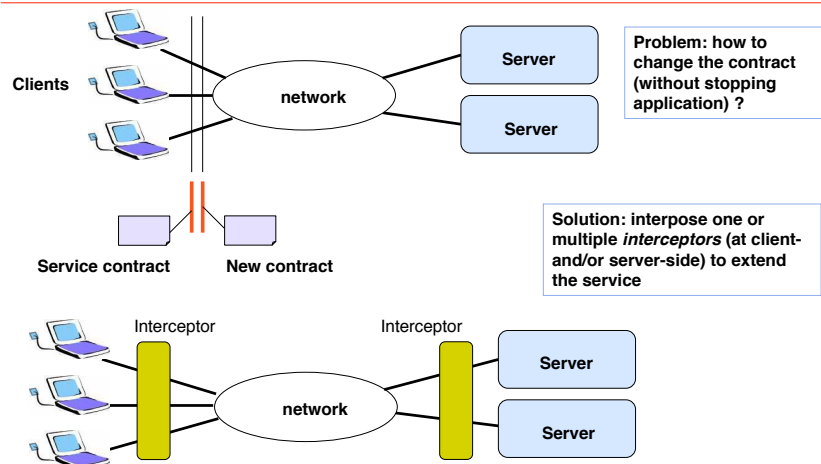 Clients
network
Server
Server
Problem: how to
change the contract
(without stopping
application) ?
Service contract
New contract
Solution: interpose one or
multiple interceptors (at client-
and/or server-side) to extend
the service
Interceptor
Interceptor
network
Server
Server